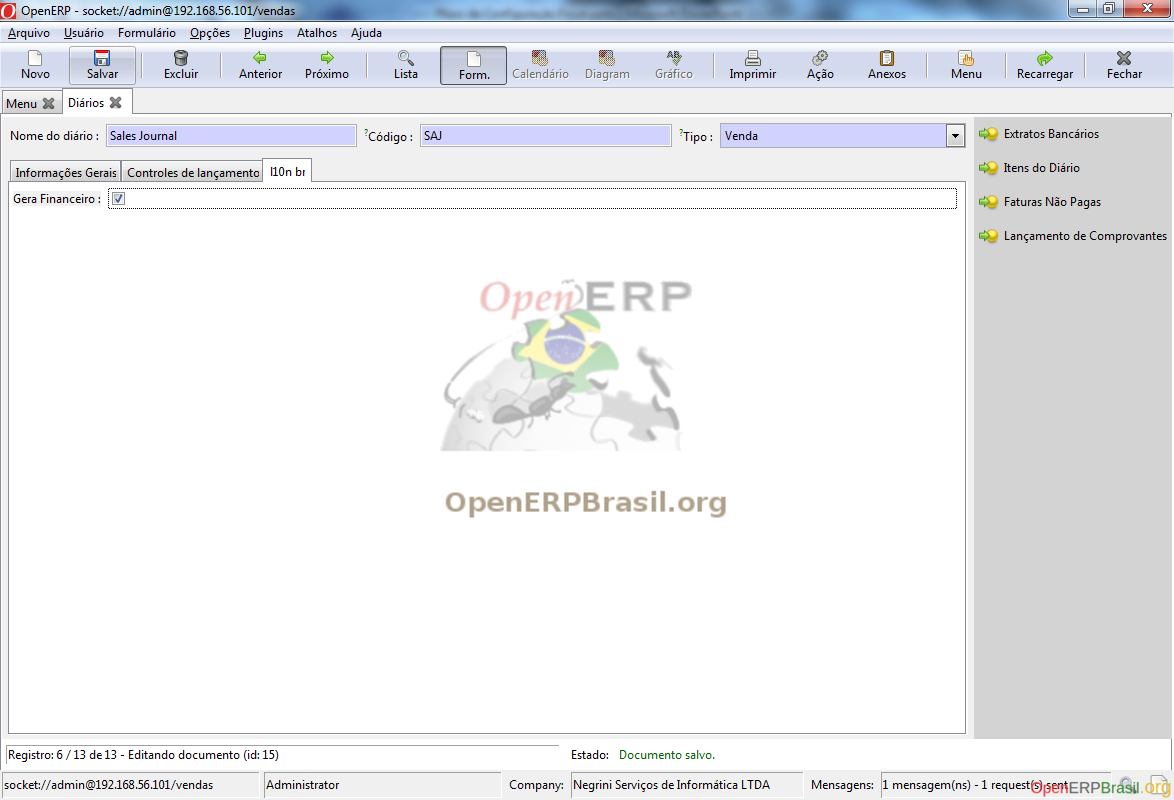 OpenERP - socket://admin@192.168.56.101/vendas
Arquivo Usuário Formulário Opções Plugins Atalhos Ajuda
Novo Salvar Excluir Anterior Próximo Lista Form. Calendário Diagram Gráfico Imprimir Ação Anexos Menu Recarregar Fechar
Menu Diários
Nome do diário : Sales Journal ?Código : SAJ ?Tipo : Venda
Informações Gerais Controles de lançamento l10n br
Gera Financeiro :
Extratos Bancários
Itens do Diário
Faturas Não Pagas
Lançamento de Comprovantes
OpenERP
OpenERPBrasil.org
Registro: 6 / 13 de 13 - Editando documento (id: 15) Estado: Documento salvo.
socket://admin@192.168.56.101/vendas Administrator Company: Negrini Serviços de Informática LTDA Mensagens: 1 mensagem(ns) - 1 request(s) sent
OpenERPBrasil.org